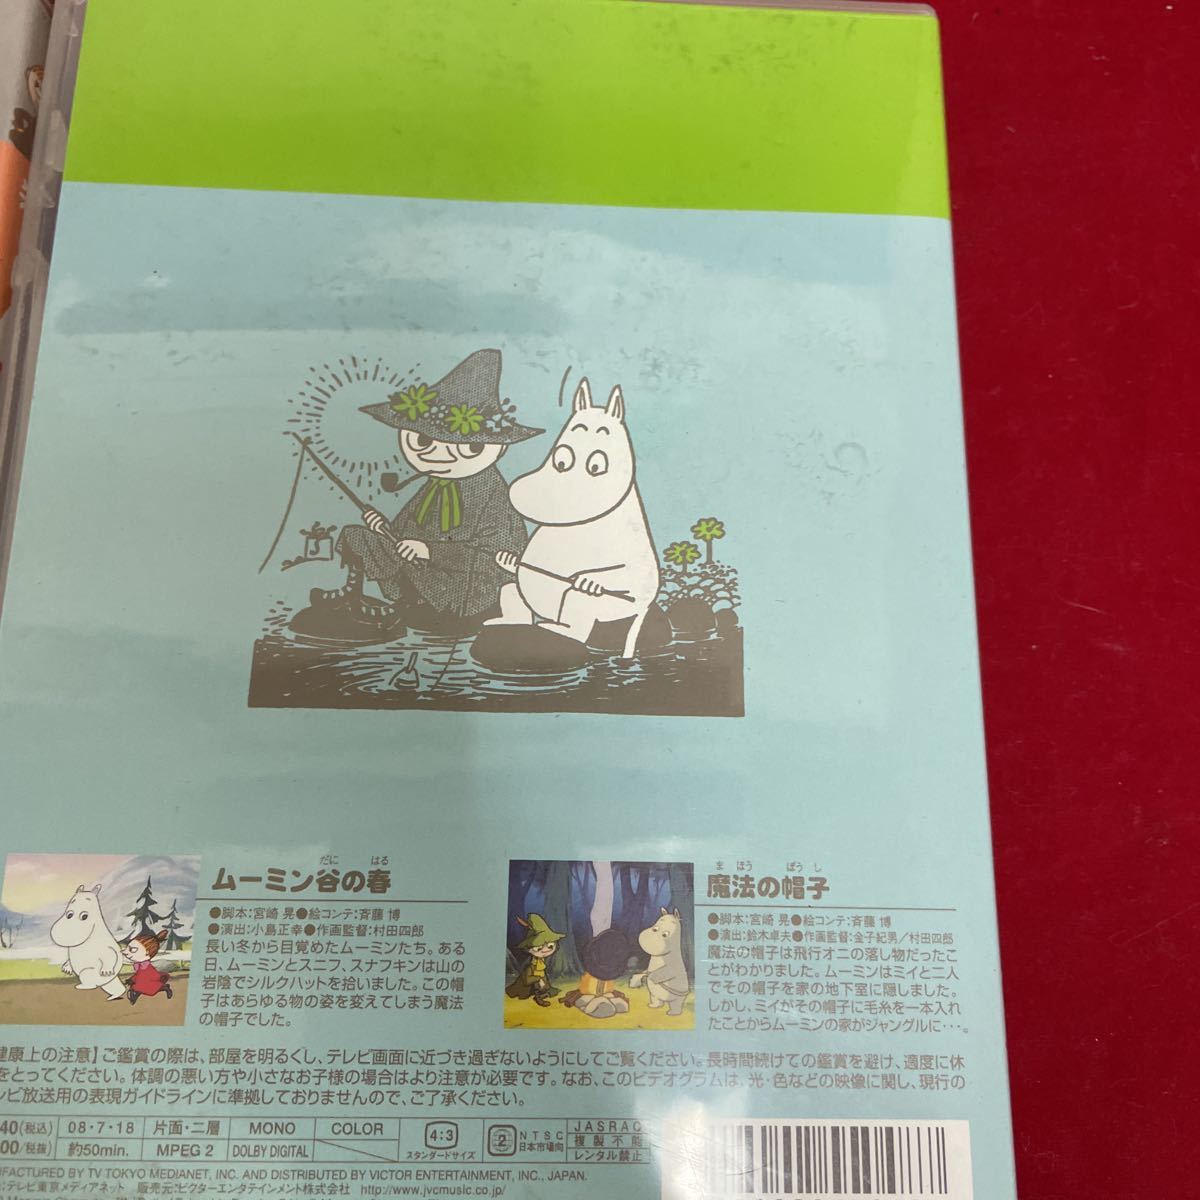 だに はる
ムーミン谷の春
●脚本:宮崎 晃●絵コンテ:斉藤 博
●演出:小島正幸●作画監督:村田四郎
長い冬から目覚めたムーミンたち。ある
日、ムーミンとスニフ、スナフキンは山の
岩陰でシルクハットを拾いました。この帽
子はあらゆる物の姿を変えてしまう魔法
の帽子でした。
ま ほう ぼう し
魔法の帽子
●脚本:宮崎 晃●絵コンテ:斉藤 博
●演出:鈴木卓夫●作画監督:金子紀男/村田四郎
魔法の帽子は飛行オニの落し物だったこ
とがわかりました。ムーミンはミイと二人
でその帽子を家の地下室に隠しました。
しかし、ミイがその帽子に毛糸を一本入れ
たことからムーミンの家がジャングルに…。
健康上の注意】ご鑑賞の際は、部屋を明るくし、テレビ画面に近づき過ぎないようにしてご覧ください。長時間続けての鑑賞を避け、適度に休
をとってください。体調の悪い方や小さなお子様の場合はより注意が必要です。なお、このビデオグラムは、光・色などの映像に関し、現行の
レビ放送用の表現ガイドラインに準拠しておりませんので、ご了承ください。
40(税込) 08・7・18 片面・二層 MONO COLOR 4:3 スタンダードサイズ 2 NTSC 日本市場向 JASRAC 複製不能 レンタル禁止
00(税抜) 約50min. MPEG 2 DOLBY DIGITAL
FACTURED BY TV TOKYO MEDIANET, INC. AND DISTRIBUTED BY VICTOR ENTERTAINMENT, INC., JAPAN.
テレビ東京メディアネット 販売元:ビクターエンタテインメント株式会社 http://www.jvcmusic.co.jp/